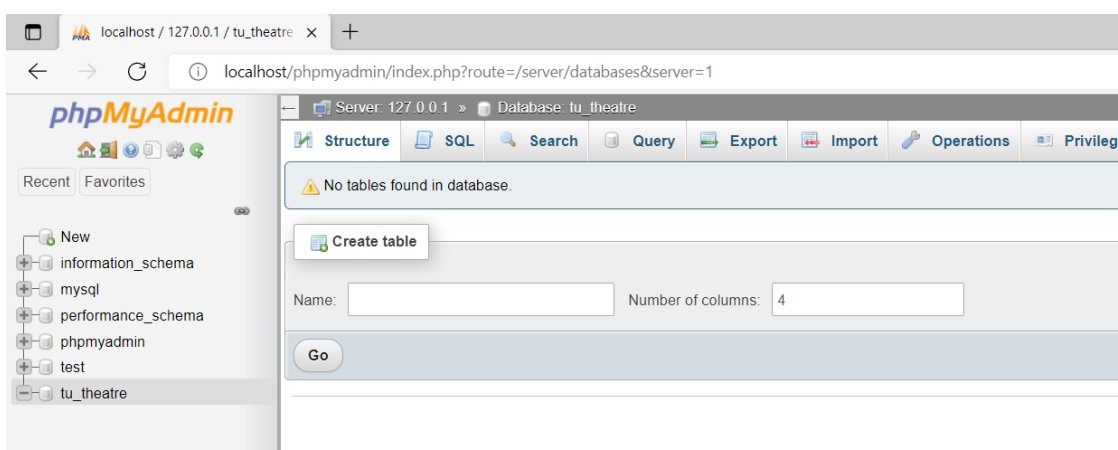 localhost / 127.0.0.1 / tu_theatre
localhost/phpmyadmin/index.php?route=/server/databases&server=1
phpMyAdmin
Recent Favorites
New
information_schema
mysql
performance_schema
phpmyadmin
test
tu_theatre
Server: 127.0.0.1 » Database: tu_theatre
Structure SQL Search Query Export Import Operations Privileg
No tables found in database.
Create table
Name: Number of columns: 4
Go